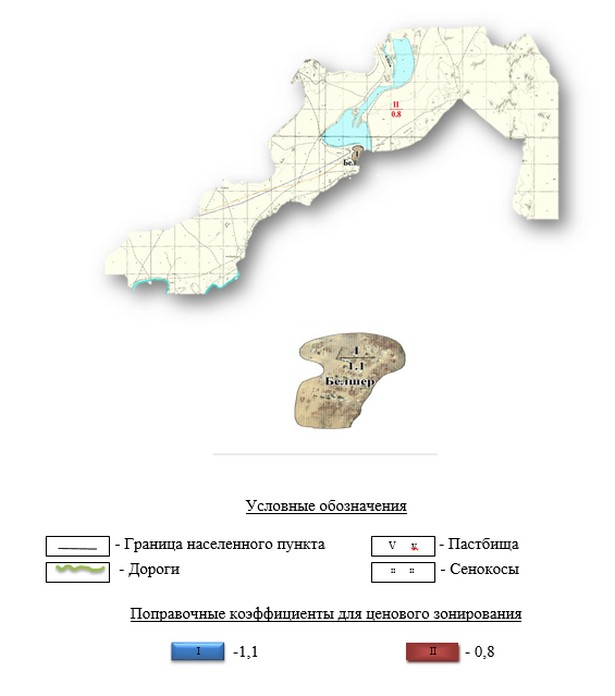 II
0.8
Бел
I
1.1
Белшер
Условные обозначения
- Граница населенного пункта
V v - Пастбища
- Дороги
- Сенокосы
Поправочные коэффициенты для ценового зонирования
I -1,1
II - 0,8